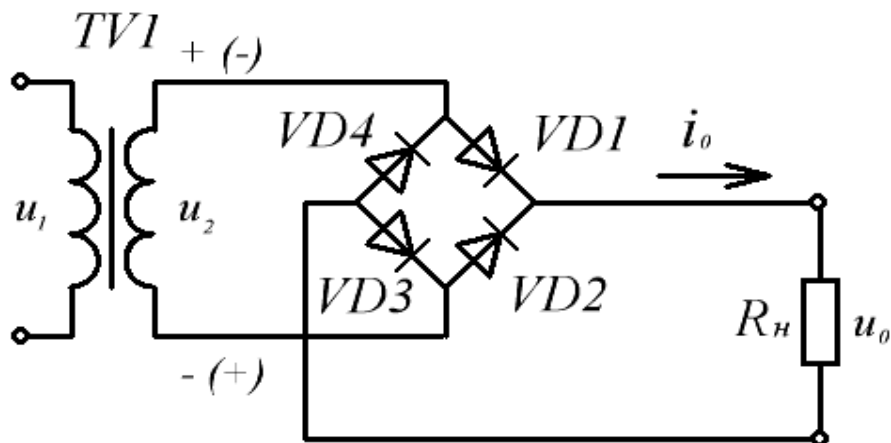 TV1
+ (-)
VD4
VD1
i₀
u₁
u₂
VD3
VD2
Rн
u₀
- (+)